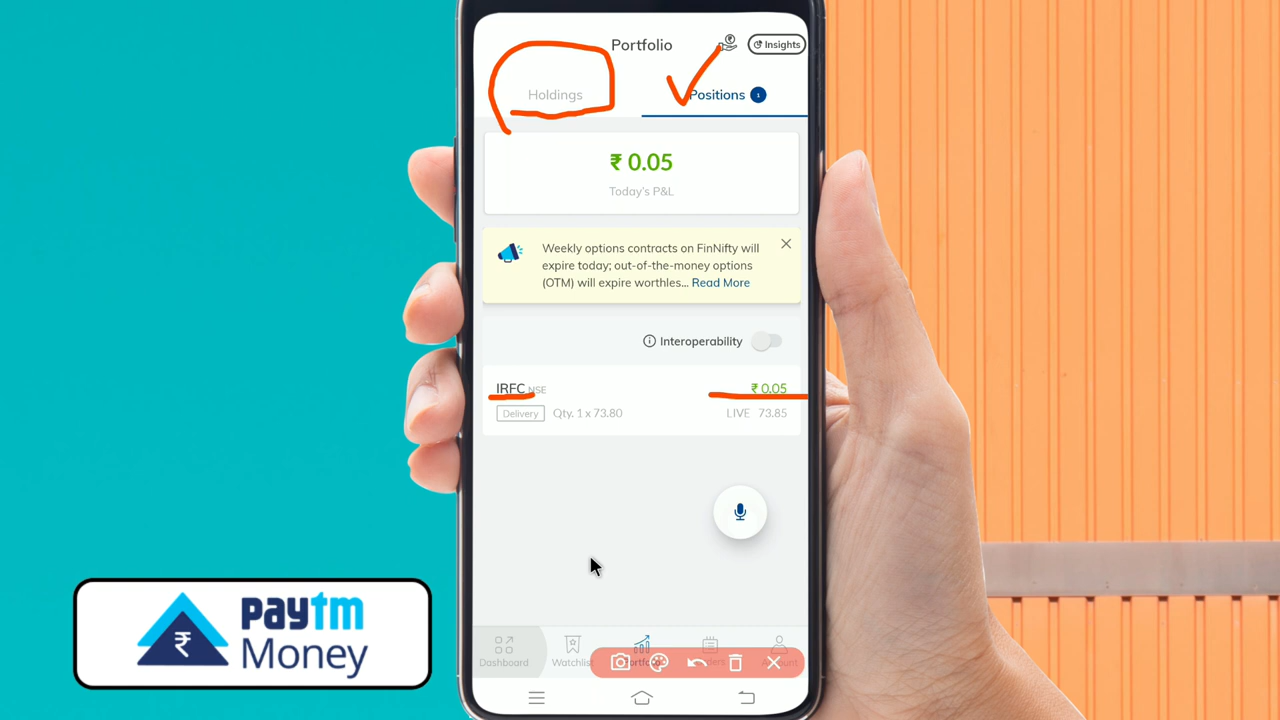 Portfolio
Insights
Holdings
Positions 1
₹ 0.05
Today's P&L
Weekly options contracts on FinNifty will
expire today; out-of-the-money options
(OTM) will expire worthles... Read More
Interoperability
IRFC NSE
₹ 0.05
Delivery Qty. 1 x 73.80
LIVE 73.85
Dashboard
Watchlist
paytm
Money